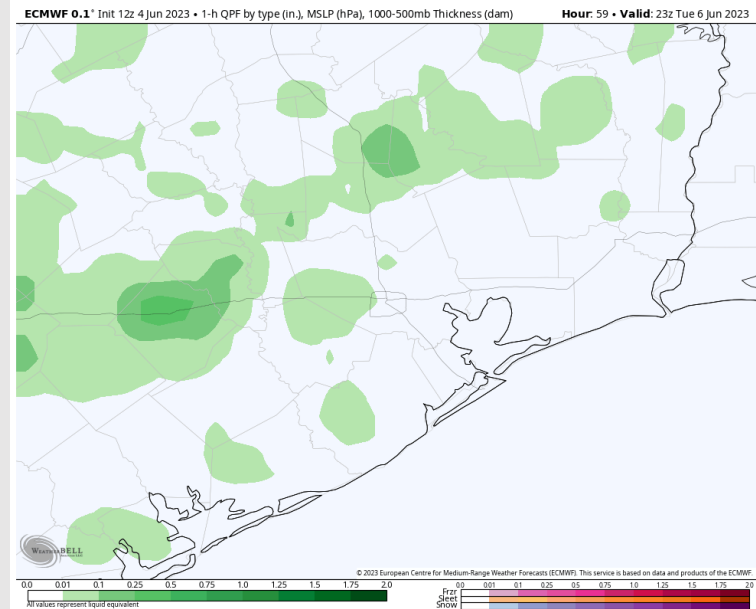 ECMWF 0.1° Init 12z 4 Jun 2023 • 1-h QPF by type (in.), MSLP (hPa), 1000-500mb Thickness (dam)
Hour: 59 • Valid: 23z Tue 6 Jun 2023
WEATHERBELL
© 2023 European Centre for Medium-Range Weather Forecasts (ECMWF). This service is based on data and products of the ECMWF.
0.0 0.01 0.1 0.25 0.5 0.75 1.0 1.25 1.5 1.75 2.0
All values represent liquid equivalent
0.0 0.01 0.1 0.25 0.5 0.75 1.0 1.25 1.5 1.75 2.0
Frzr
Sleet
Snow